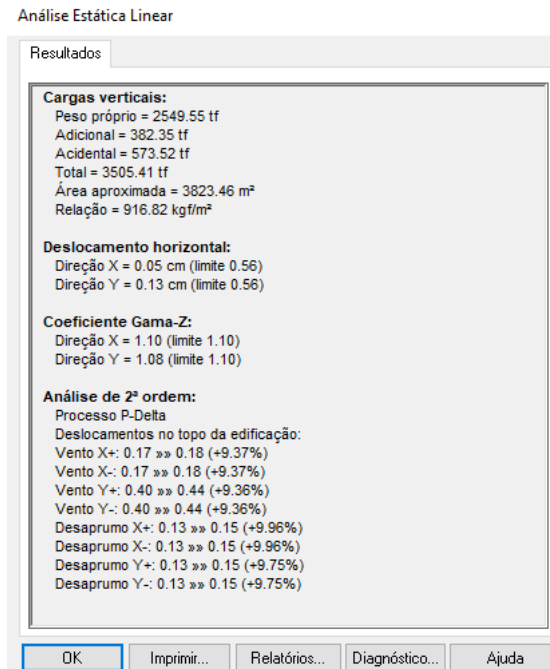 Análise Estática Linear
Resultados
Cargas verticais:
Peso próprio = 2549.55 tf
Adicional = 382.35 tf
Acidental = 573.52 tf
Total = 3505.41 tf
Área aproximada = 3823.46 m²
Relação = 916.82 kgf/m²
Deslocamento horizontal:
Direção X = 0.05 cm (limite 0.56)
Direção Y = 0.13 cm (limite 0.56)
Coeficiente Gama-Z:
Direção X = 1.10 (limite 1.10)
Direção Y = 1.08 (limite 1.10)
Análise de 2ª ordem:
Processo P-Delta
Deslocamentos no topo da edificação:
Vento X+: 0.17 »» 0.18 (+9.37%)
Vento X-: 0.17 »» 0.18 (+9.37%)
Vento Y+: 0.40 »» 0.44 (+9.36%)
Vento Y-: 0.40 »» 0.44 (+9.36%)
Desaprumo X+: 0.13 »» 0.15 (+9.96%)
Desaprumo X-: 0.13 »» 0.15 (+9.96%)
Desaprumo Y+: 0.13 »» 0.15 (+9.75%)
Desaprumo Y-: 0.13 »» 0.15 (+9.75%)
OK Imprimir... Relatórios... Diagnóstico... Ajuda